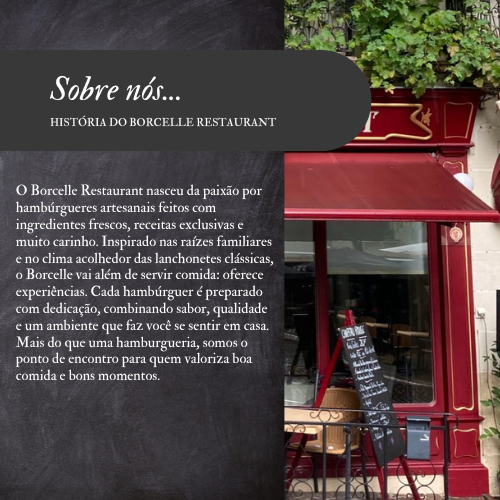 Sobre nós...
HISTÓRIA DO BORCELLE RESTAURANT
T
O Borcelle Restaurant nasceu da paixão por
hambúrgueres artesanais feitos com
ingredientes frescos, receitas exclusivas e
muito carinho. Inspirado nas raízes familiares
e no clima acolhedor das lanchonetes clássicas,
o Borcelle vai além de servir comida: oferece
experiências. Cada hambúrguer é preparado
com dedicação, combinando sabor, qualidade
e um ambiente que faz você se sentir em casa.
Mais do que uma hamburgueria, somos o
ponto de encontro para quem valoriza boa
comida e bons momentos.